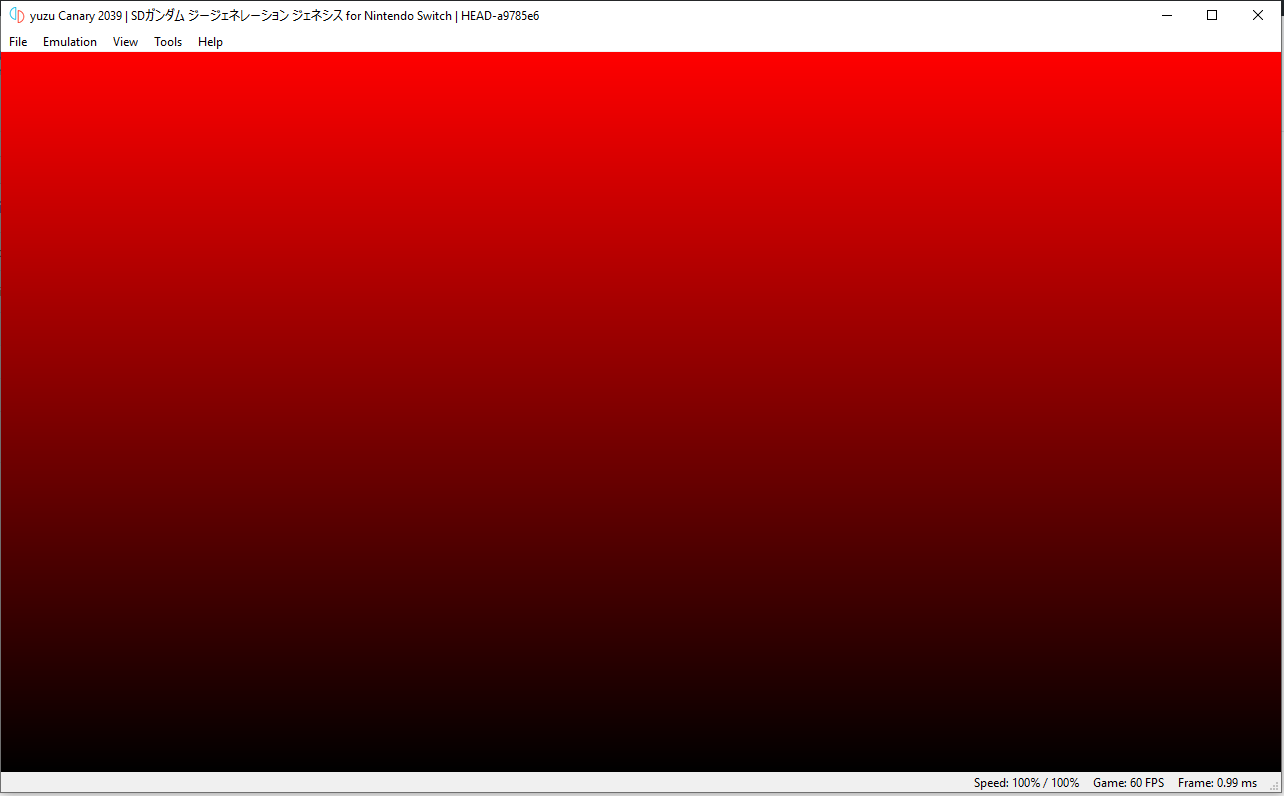 yuzu Canary 2039 | SDガンダム ジージェネレーション ジェネシス for Nintendo Switch | HEAD-a9785e6
File Emulation View Tools Help
Speed: 100% / 100% Game: 60 FPS Frame: 0.99 ms